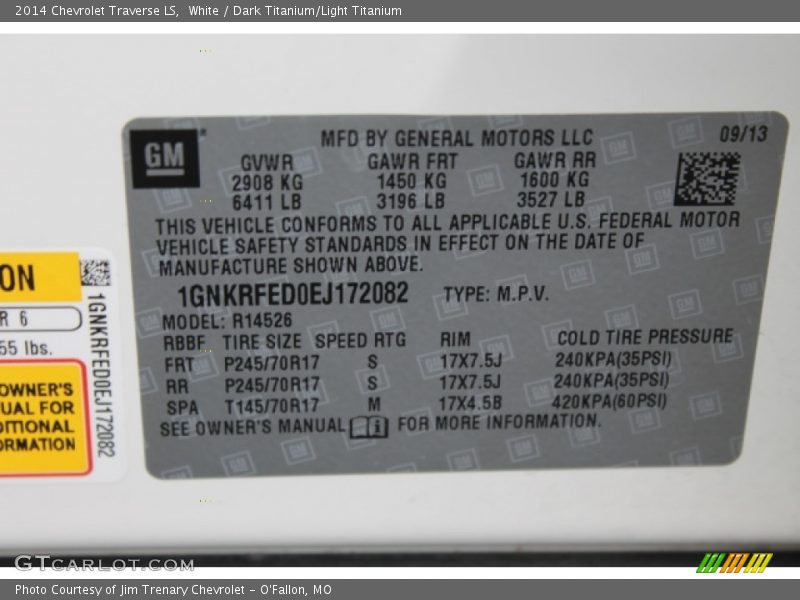 2014 Chevrolet Traverse LS, White / Dark Titanium/Light Titanium
GM
MFD BY GENERAL MOTORS LLC 09/13
GVWR GAWR FRT GAWR RR
2908 KG 1450 KG 1600 KG
6411 LB 3196 LB 3527 LB
THIS VEHICLE CONFORMS TO ALL APPLICABLE U.S. FEDERAL MOTOR
VEHICLE SAFETY STANDARDS IN EFFECT ON THE DATE OF
MANUFACTURE SHOWN ABOVE.
1GNKRFED0EJ172082 TYPE: M.P.V.
MODEL: R14526
RBBF TIRE SIZE SPEED RTG RIM COLD TIRE PRESSURE
FRT P245/70R17 S 17X7.5J 240KPA(35PSI)
RR P245/70R17 S 17X7.5J 240KPA(35PSI)
SPA T145/70R17 M 17X4.5B 420KPA(60PSI)
SEE OWNER'S MANUAL FOR MORE INFORMATION.
ON
R 6
55 lbs.
OWNER'S
UAL FOR
DITIONAL
ORMATION
1GNKRFED0EJ172082
GTCARLOT.COM
Photo Courtesy of Jim Trenary Chevrolet - O'Fallon, MO